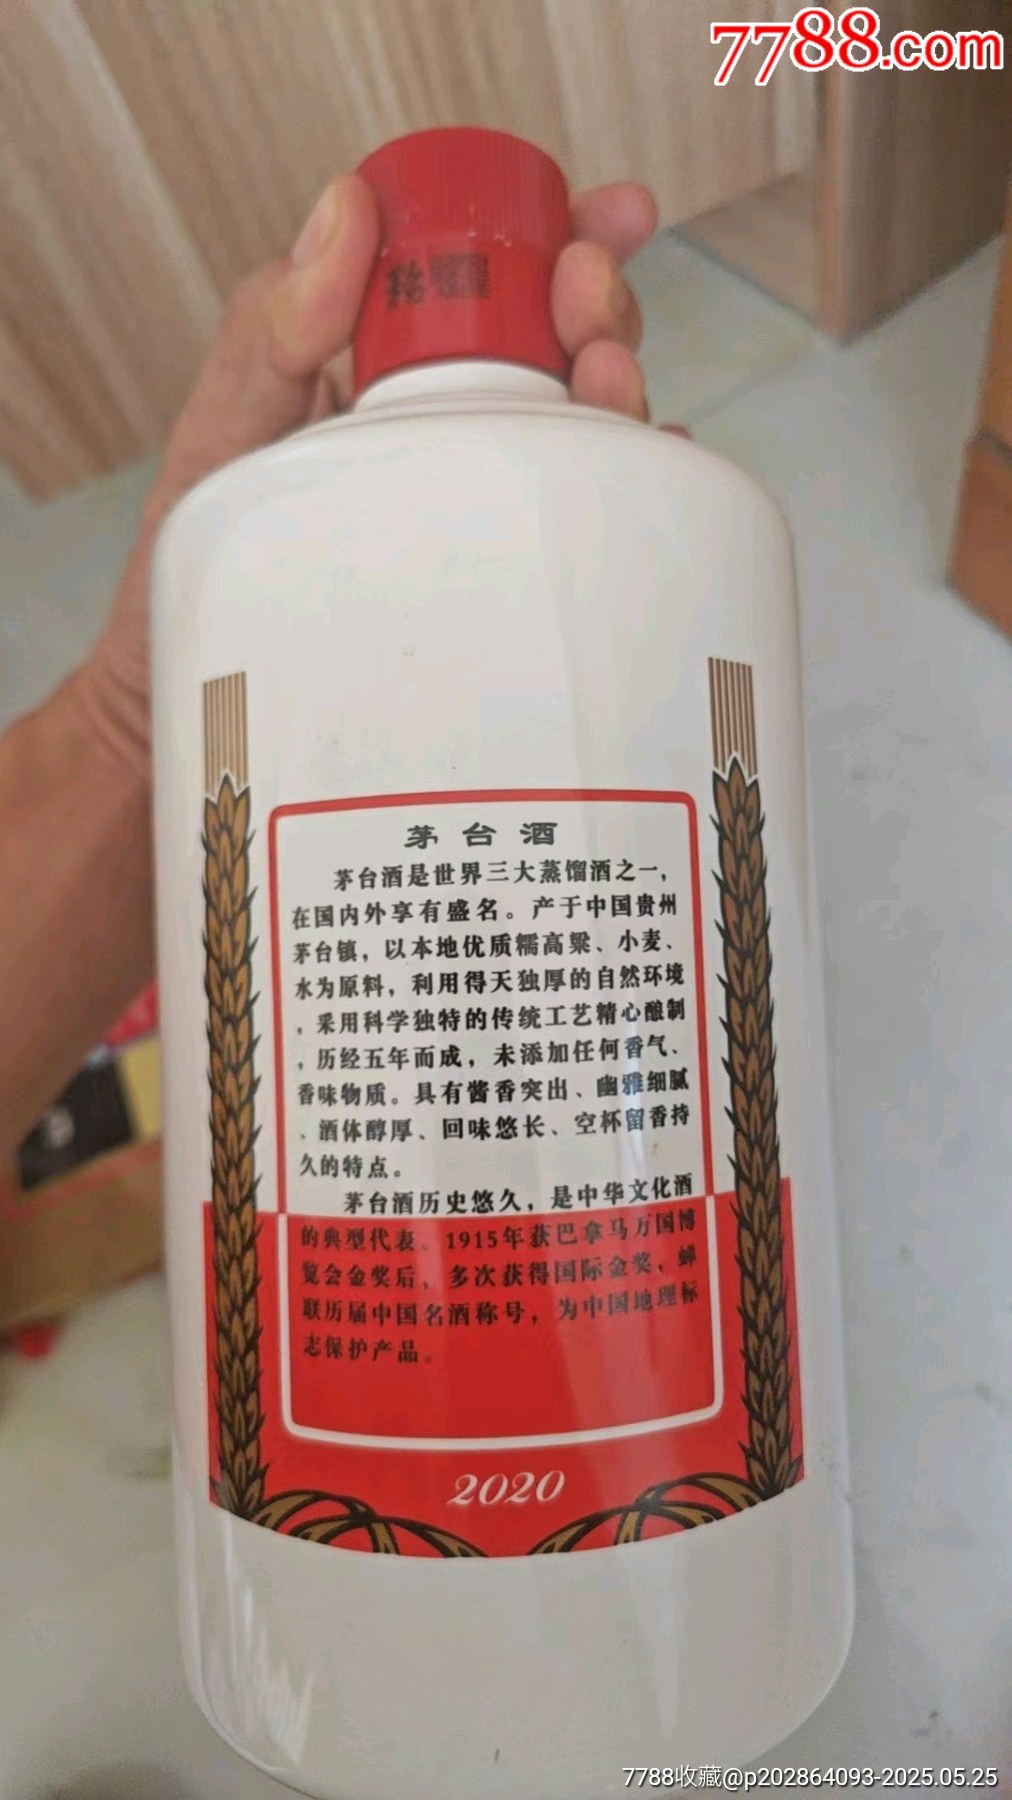 7788.com
茅台酒
茅台酒是世界三大蒸馏酒之一，
在国内外享有盛名。产于中国贵州
茅台镇，以本地优质糯高粱、小麦、
水为原料，利用得天独厚的自然环境
，采用科学独特的传统工艺精心酿制
，历经五年而成，未添加任何香气、
香味物质。具有酱香突出、幽雅细腻
、酒体醇厚、回味悠长、空杯留香持
久的特点。
茅台酒历史悠久，是中华文化酒
的典型代表。1915年获巴拿马万国博
览会金奖后，多次获得国际金奖，蝉
联历届中国名酒称号，为中国地理标
志保护产品。
2020
7788收藏@p202864093-2025.05.25